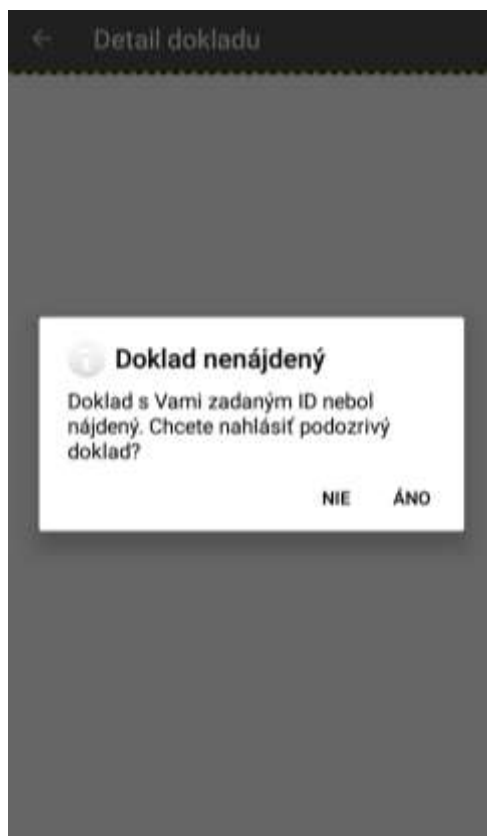 Detail dokladu
Doklad nenájdený
Doklad s Vami zadaným ID nebol
nájdený. Chcete nahlásiť podozrivý
doklad?
NIE ÁNO